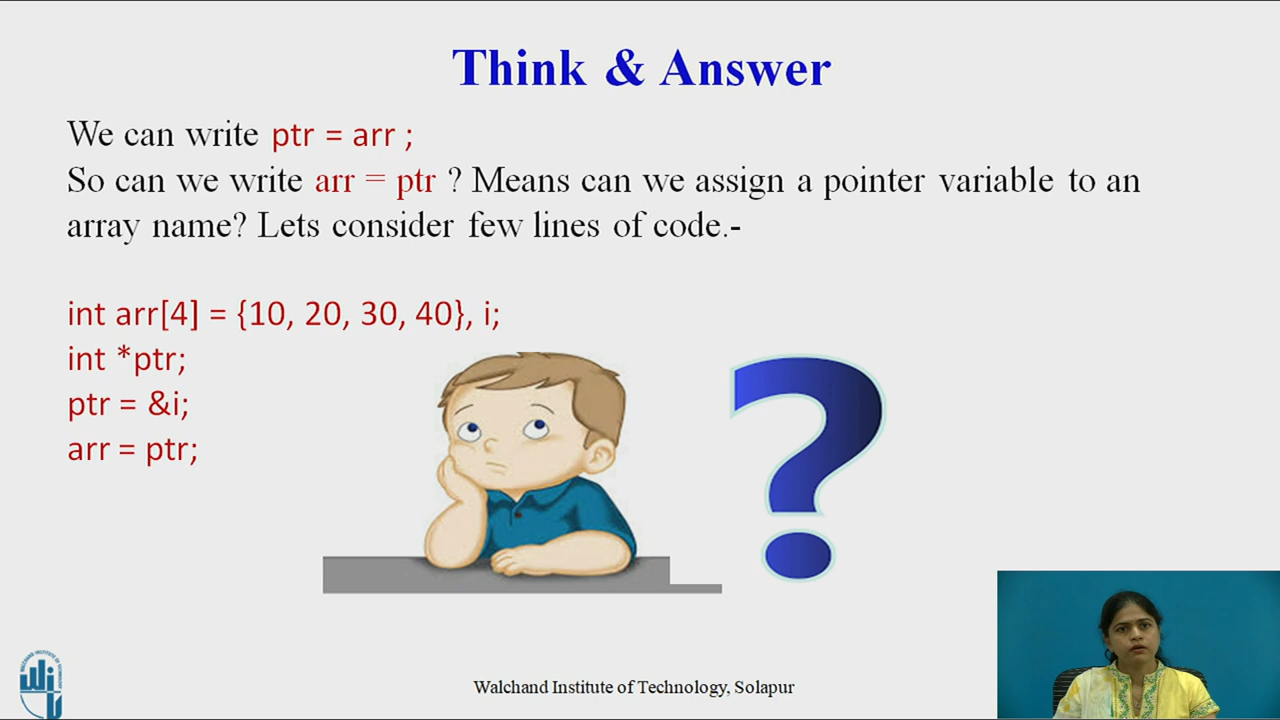 Think & Answer
We can write ptr = arr ;
So can we write arr = ptr ? Means can we assign a pointer variable to an
array name? Lets consider few lines of code.-
int arr[4] = {10, 20, 30, 40}, i;
int *ptr;
ptr = &i;
arr = ptr;
?
Walchand Institute of Technology, Solapur